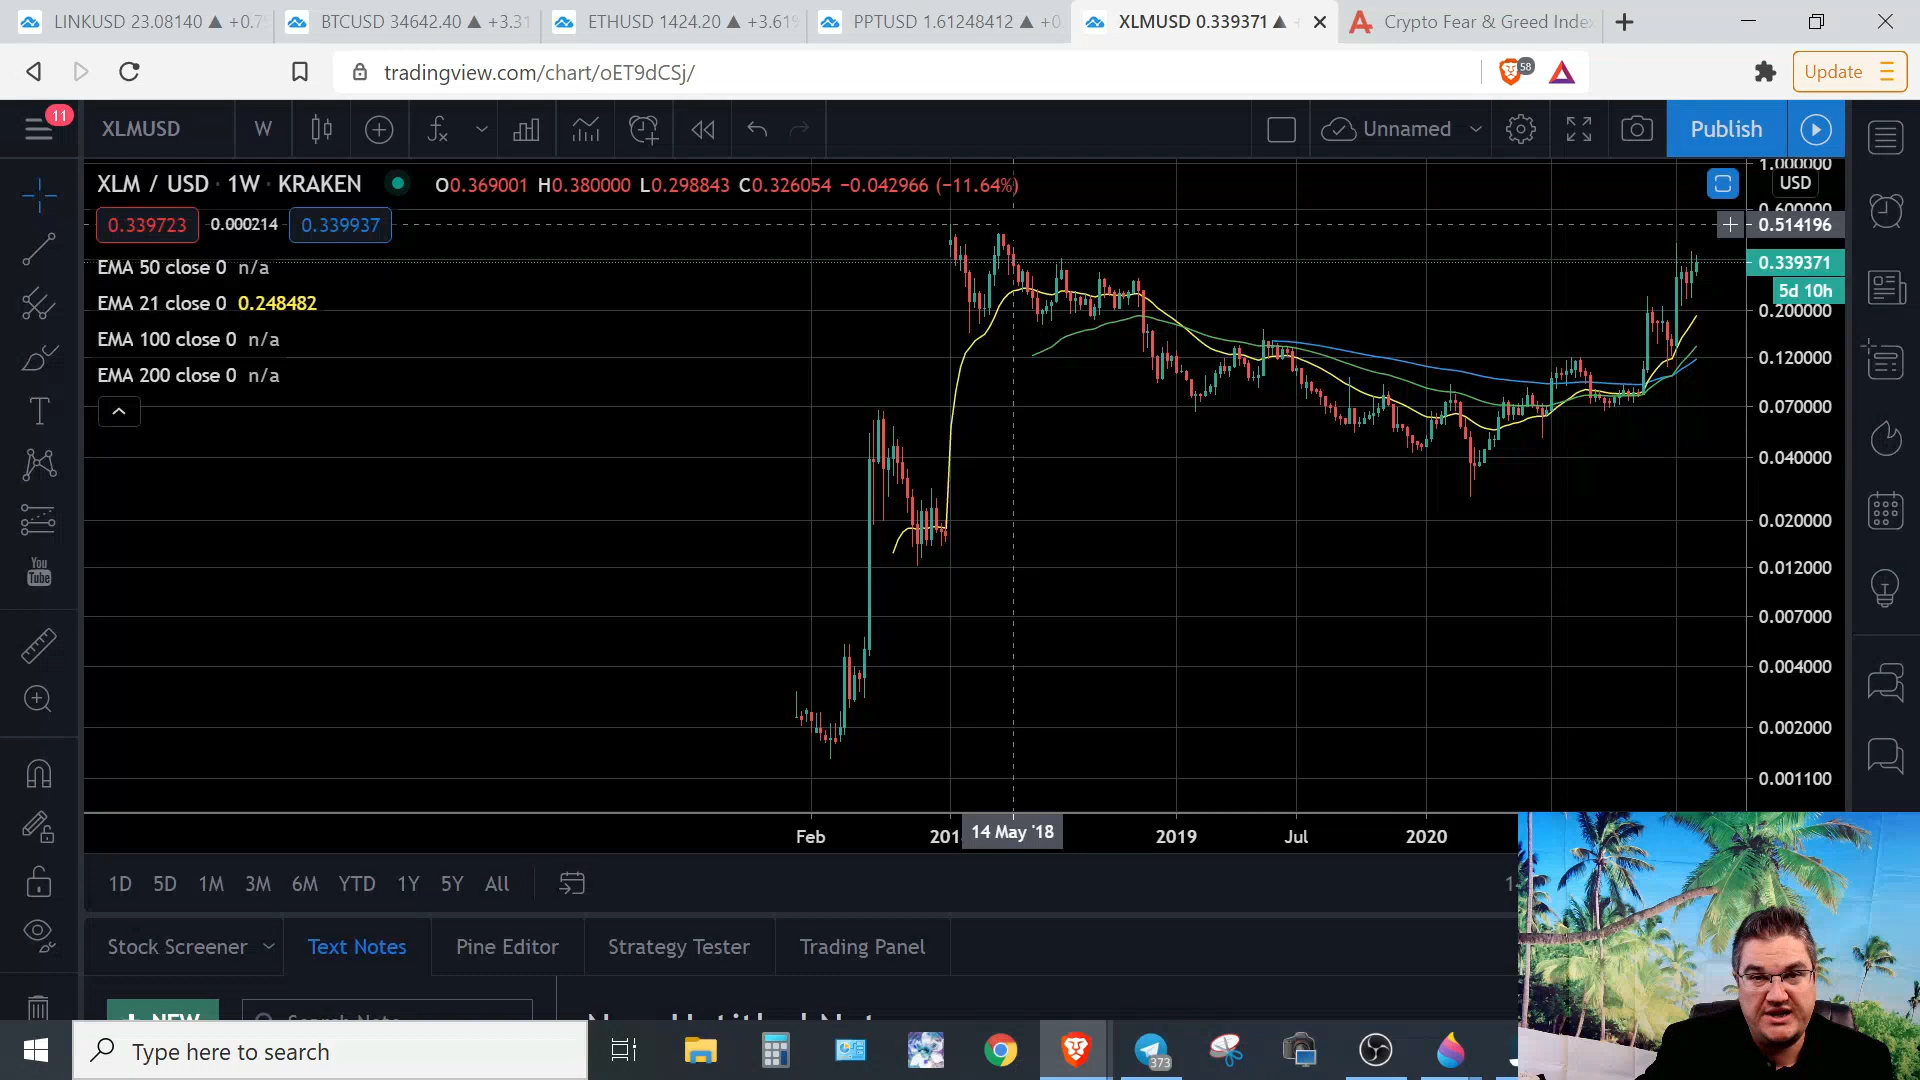 LINKUSD 23.08140 ▲ +0.7
BTCUSD 34642.40 ▲ +3.31
ETHUSD 1424.20 ▲ +3.61%
PPTUSD 1.61248412 ▲ +0
XLMUSD 0.339371 ▲
Crypto Fear & Greed Index
tradingview.com/chart/oET9dCSj/
58
Update
11
XLMUSD
W
Unnamed
Publish
XLM / USD · 1W · KRAKEN
O0.369001 H0.380000 L0.298843 C0.326054 −0.042966 (−11.64%)
0.339723
0.000214
0.339937
EMA 50 close 0 n/a
EMA 21 close 0 0.248482
EMA 100 close 0 n/a
EMA 200 close 0 n/a
1.000000
USD
0.600000
0.514196
0.339371
5d 10h
0.200000
0.120000
0.070000
0.040000
0.020000
0.012000
0.007000
0.004000
0.002000
0.001100
You
Tube
Feb
201
14 May '18
2019
Jul
2020
1D
5D
1M
3M
6M
YTD
1Y
5Y
All
Stock Screener
Text Notes
Pine Editor
Strategy Tester
Trading Panel
+ NEW
Search Note
Type here to search
373